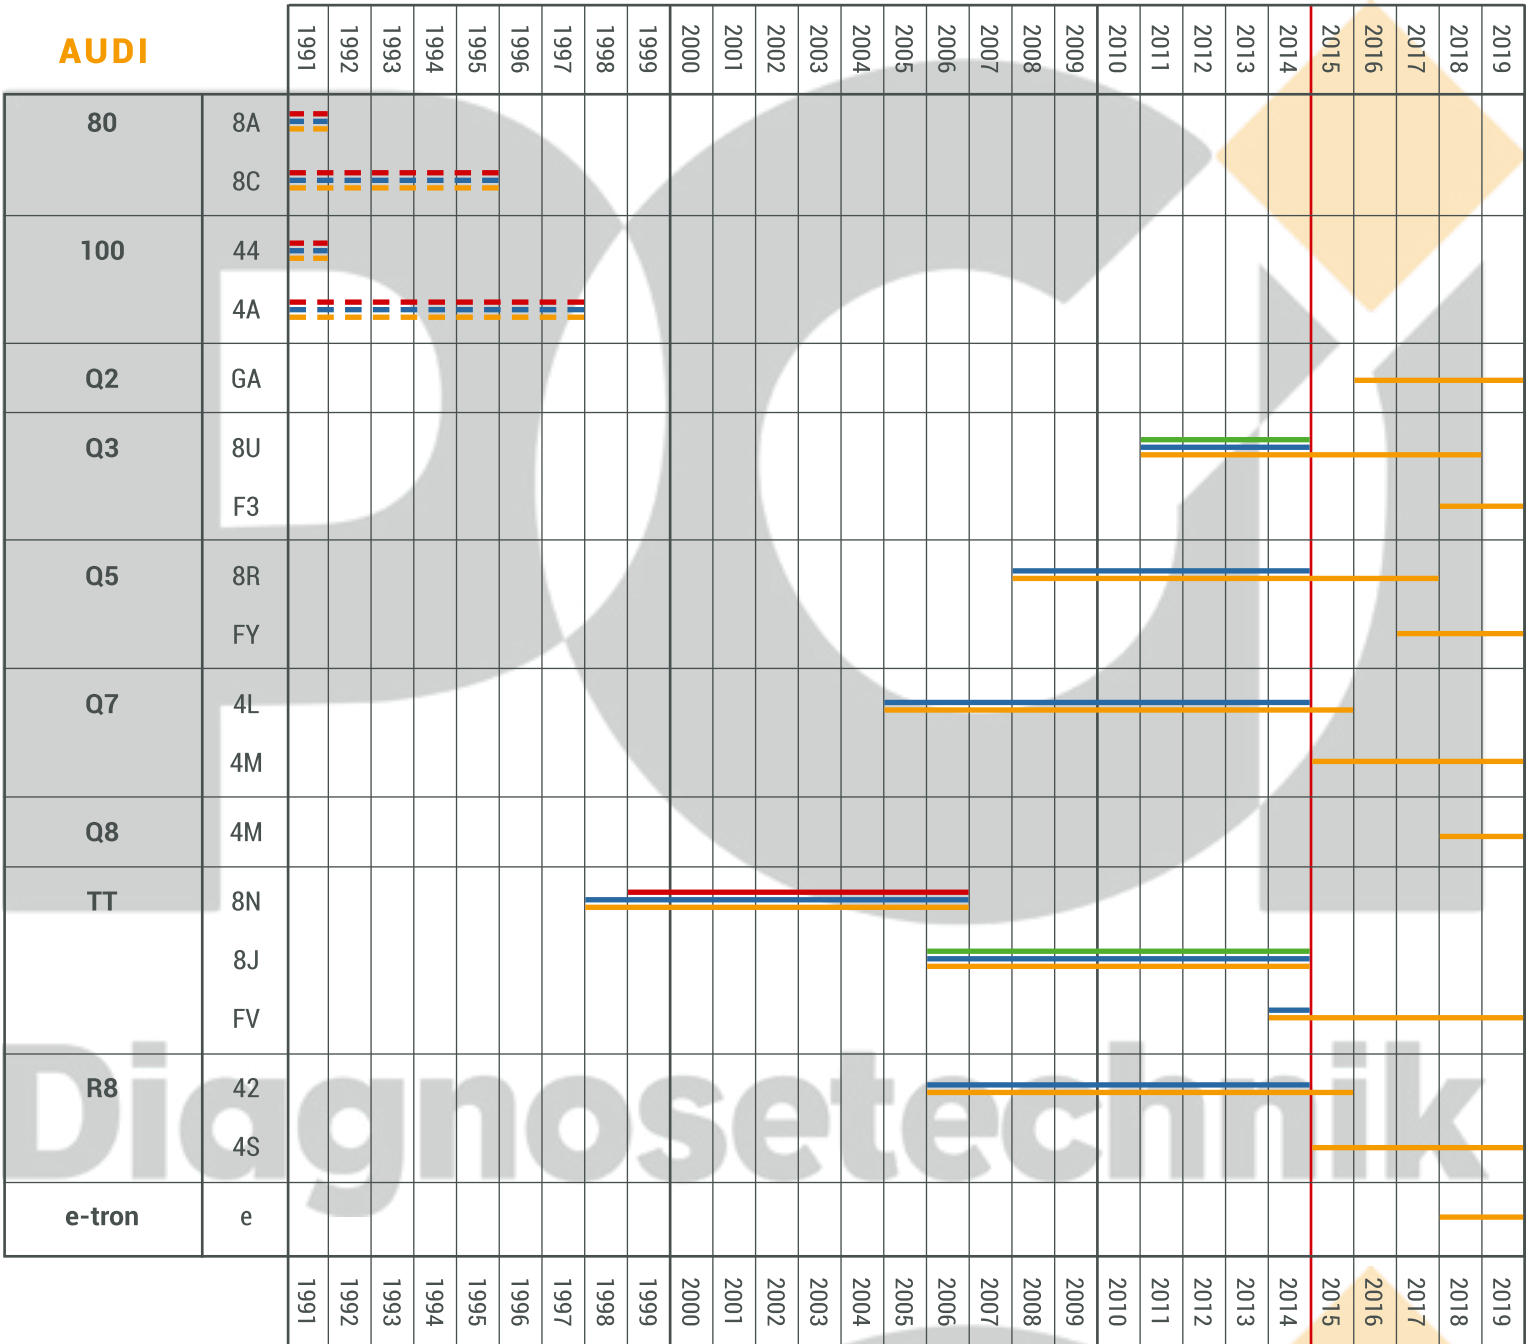 AUDI 1991 1992 1993 1994 1995 1996 1997 1998 1999 2000 2001 2002 2003 2004 2005 2006 2007 2008 2009 2010 2011 2012 2013 2014 2015 2016 2017 2018 2019
80 8A
8C
100 44
4A
Q2 GA
Q3 8U
F3
Q5 8R
FY
Q7 4L
4M
Q8 4M
TT 8N
8J
FV
R8 42
4S
e-tron e
1991 1992 1993 1994 1995 1996 1997 1998 1999 2000 2001 2002 2003 2004 2005 2006 2007 2008 2009 2010 2011 2012 2013 2014 2015 2016 2017 2018 2019
PCI
Diagnosetechnik